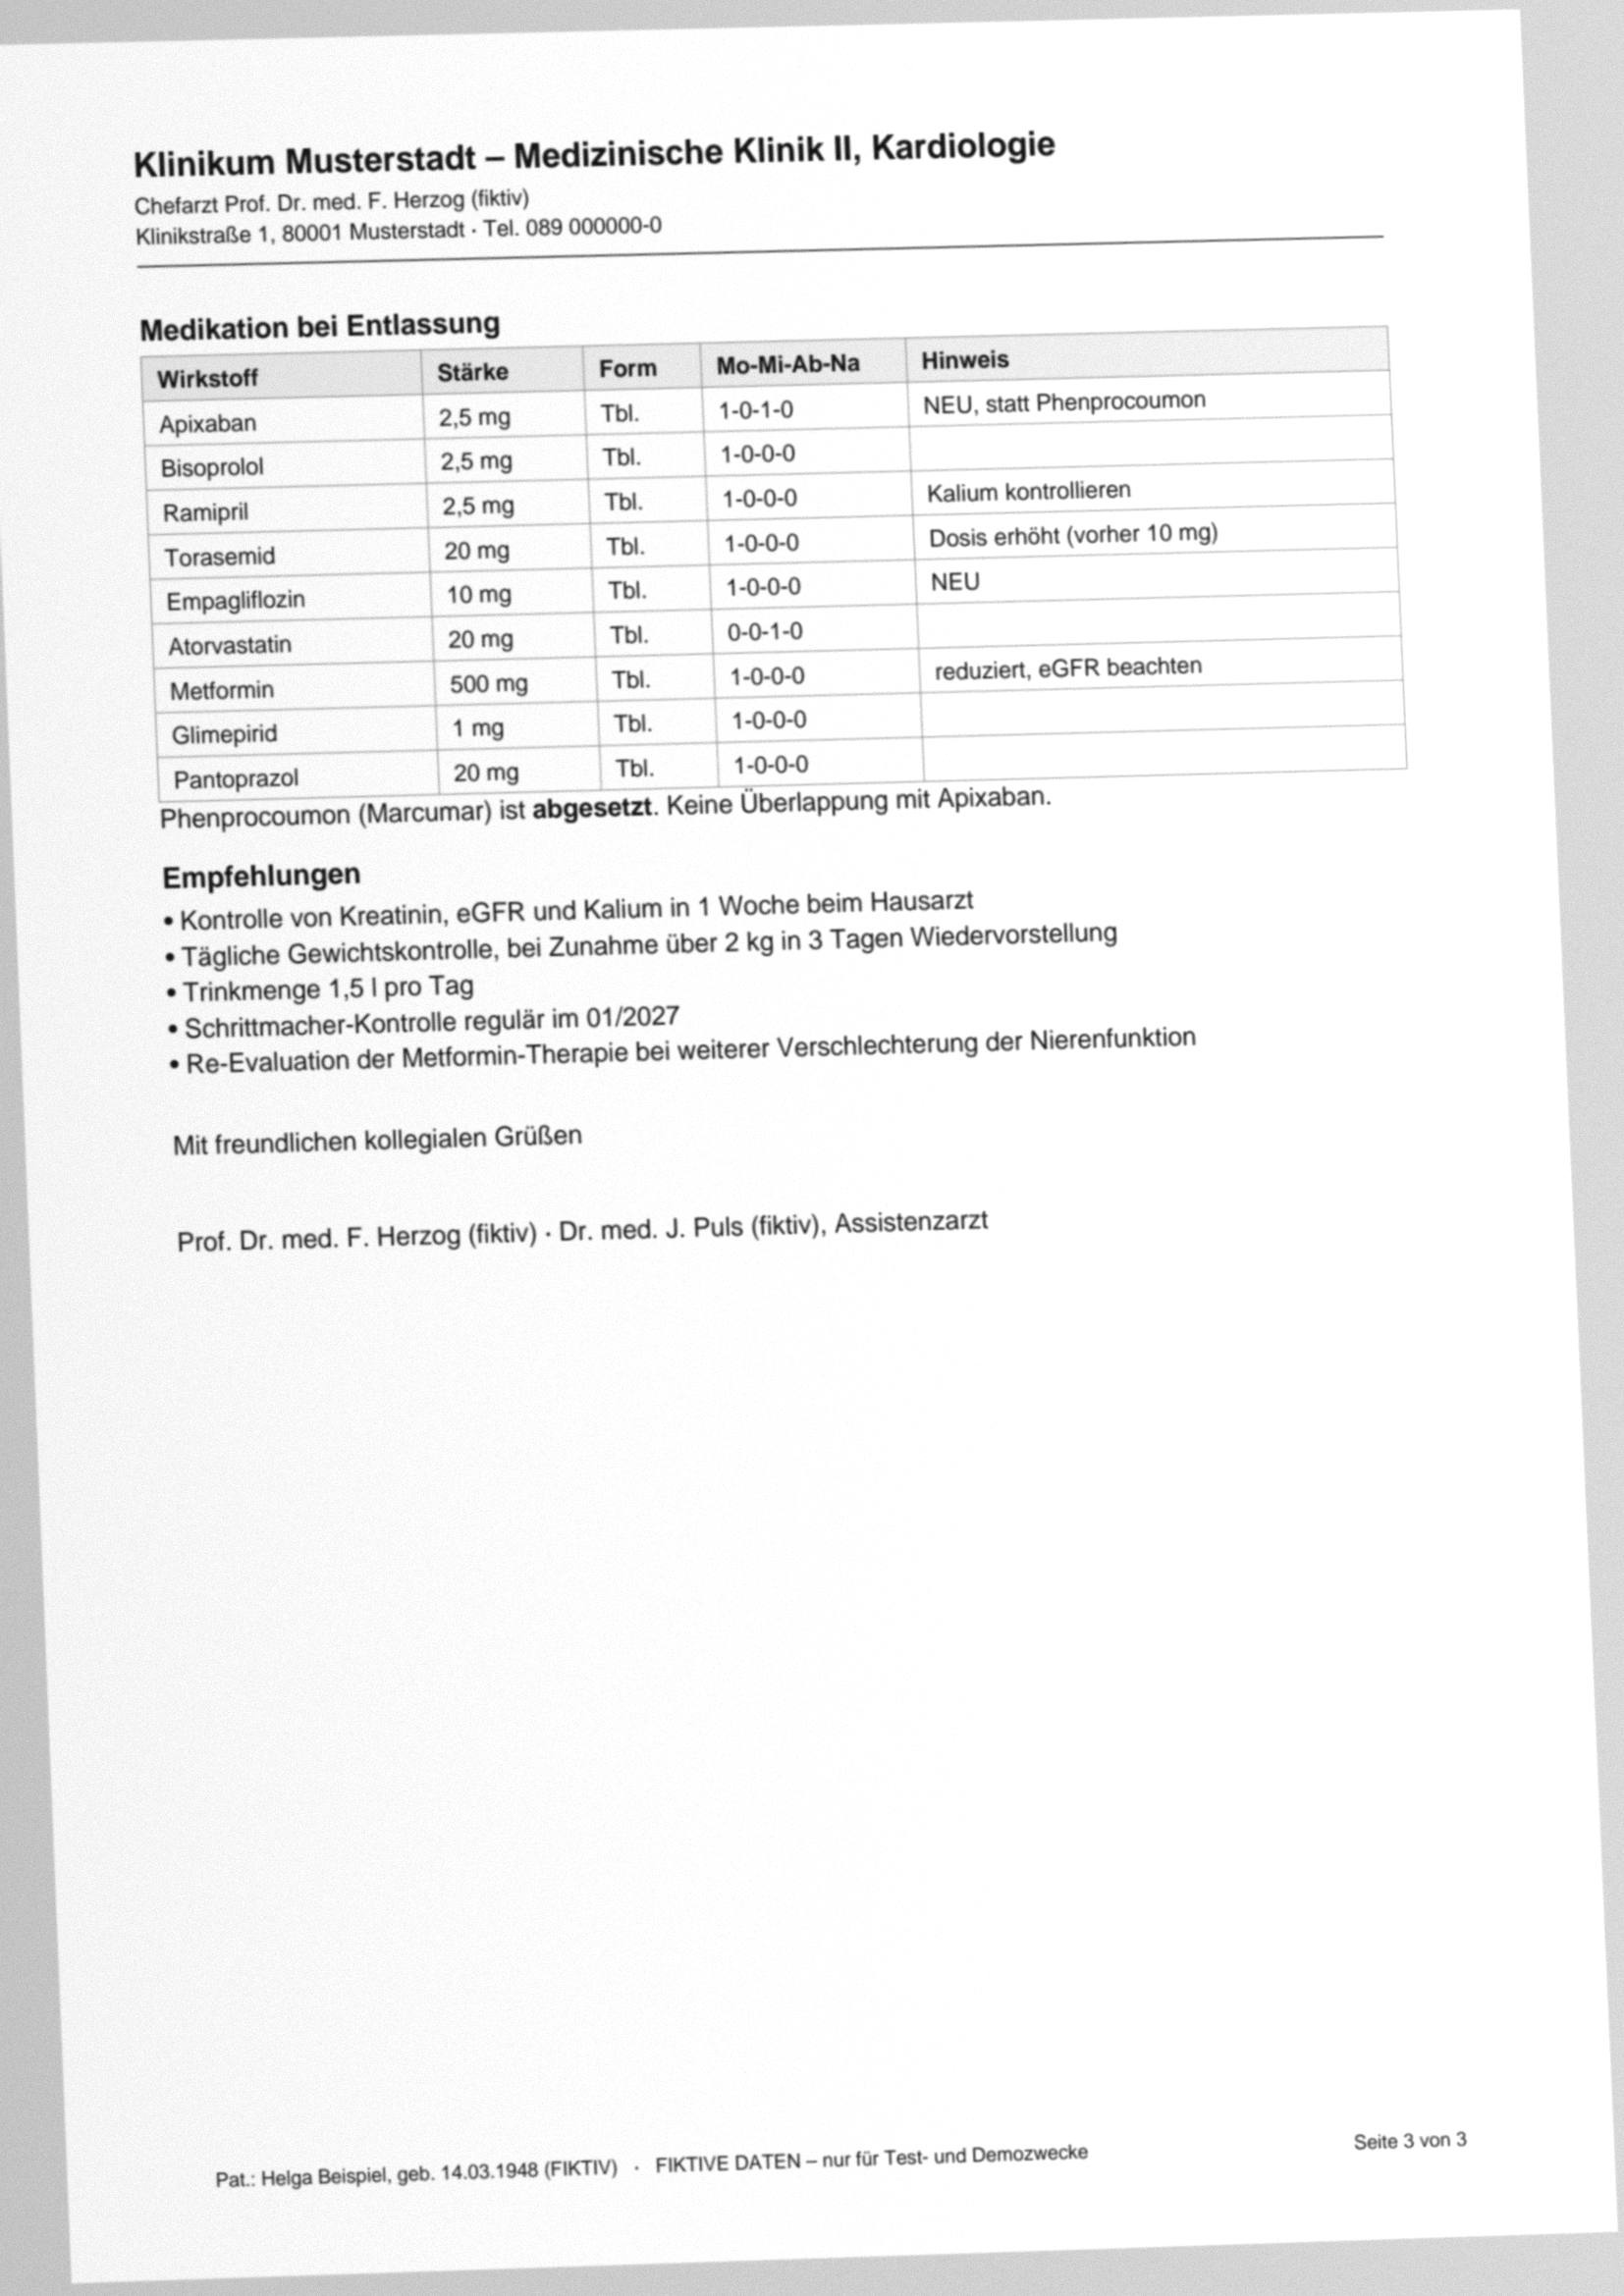 Klinikum Musterstadt – Medizinische Klinik II, Kardiologie
Chefarzt Prof. Dr. med. F. Herzog (fiktiv)
Klinikstraße 1, 80001 Musterstadt · Tel. 089 000000-0
Medikation bei Entlassung
Wirkstoff Stärke Form Mo-Mi-Ab-Na Hinweis
Apixaban 2,5 mg Tbl. 1-0-1-0 NEU, statt Phenprocoumon
Bisoprolol 2,5 mg Tbl. 1-0-0-0
Ramipril 2,5 mg Tbl. 1-0-0-0 Kalium kontrollieren
Torasemid 20 mg Tbl. 1-0-0-0 Dosis erhöht (vorher 10 mg)
Empagliflozin 10 mg Tbl. 1-0-0-0 NEU
Atorvastatin 20 mg Tbl. 0-0-1-0
Metformin 500 mg Tbl. 1-0-0-0 reduziert, eGFR beachten
Glimepirid 1 mg Tbl. 1-0-0-0
Pantoprazol 20 mg Tbl. 1-0-0-0
Phenprocoumon (Marcumar) ist abgesetzt. Keine Überlappung mit Apixaban.
Empfehlungen
• Kontrolle von Kreatinin, eGFR und Kalium in 1 Woche beim Hausarzt
• Tägliche Gewichtskontrolle, bei Zunahme über 2 kg in 3 Tagen Wiedervorstellung
• Trinkmenge 1,5 l pro Tag
• Schrittmacher-Kontrolle regulär im 01/2027
• Re-Evaluation der Metformin-Therapie bei weiterer Verschlechterung der Nierenfunktion
Mit freundlichen kollegialen Grüßen
Prof. Dr. med. F. Herzog (fiktiv) · Dr. med. J. Puls (fiktiv), Assistenzarzt
Pat.: Helga Beispiel, geb. 14.03.1948 (FIKTIV) · FIKTIVE DATEN – nur für Test- und Demozwecke Seite 3 von 3